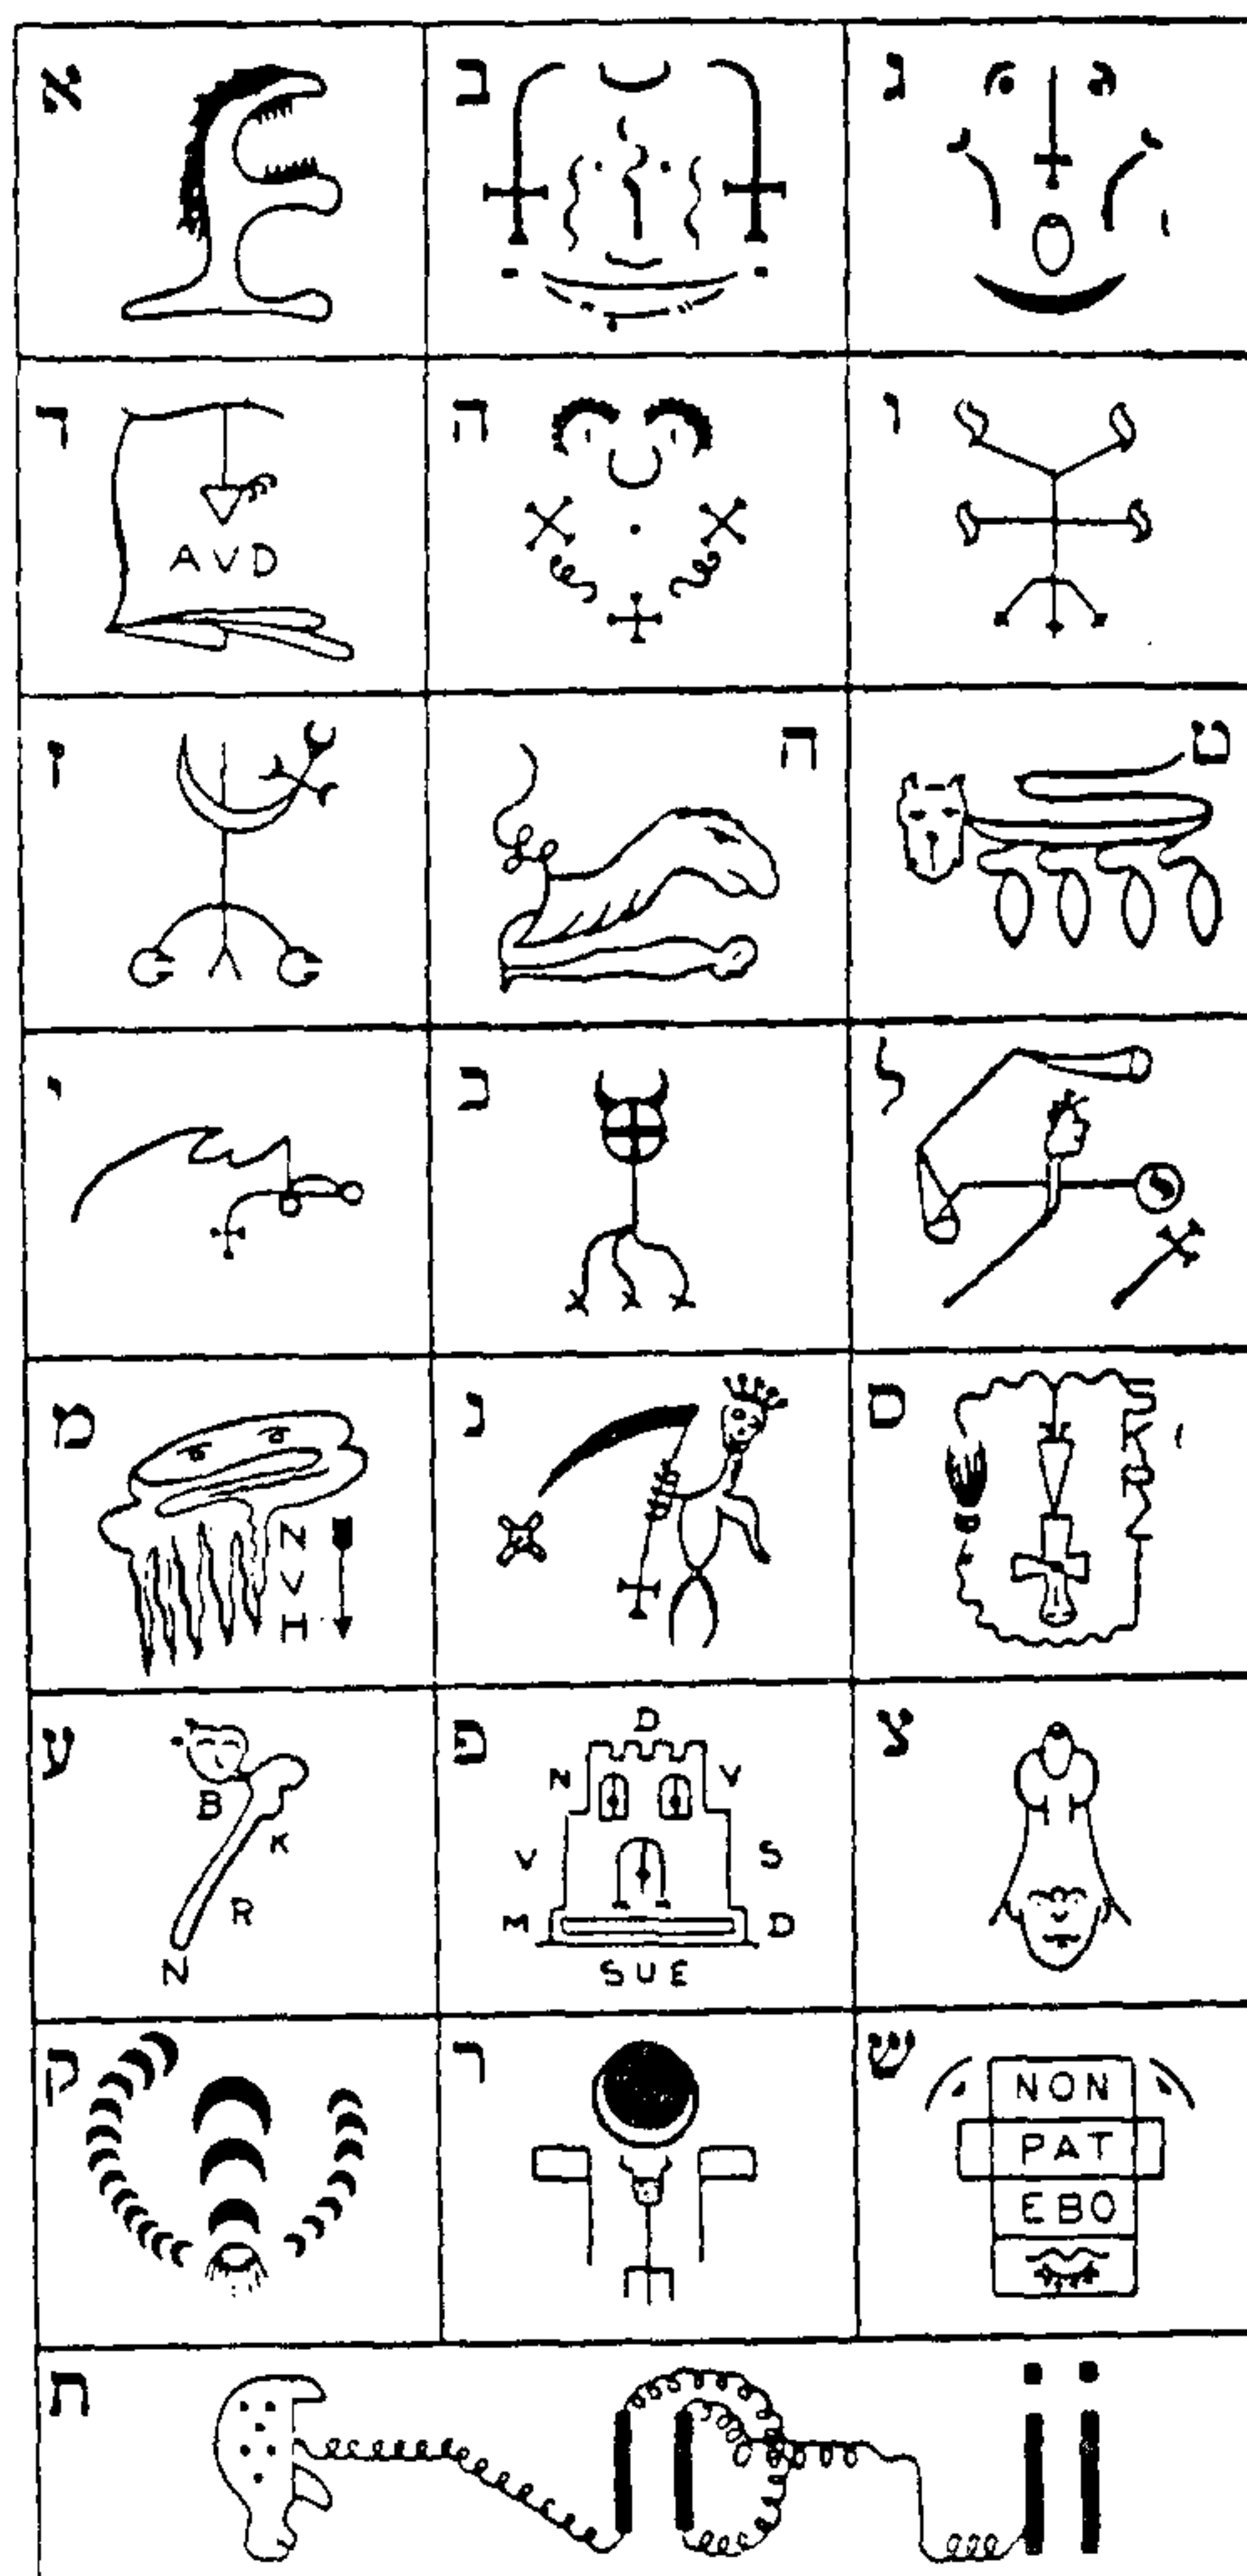 א ב ג
ד ה ו
AVD
ז ה ט
י כ ל
מ נ ס
N
V
H
ע פ צ
D
N V
B
K V S
R M D
N SUE
ק ר ש
NON
PAT
EBO
ת